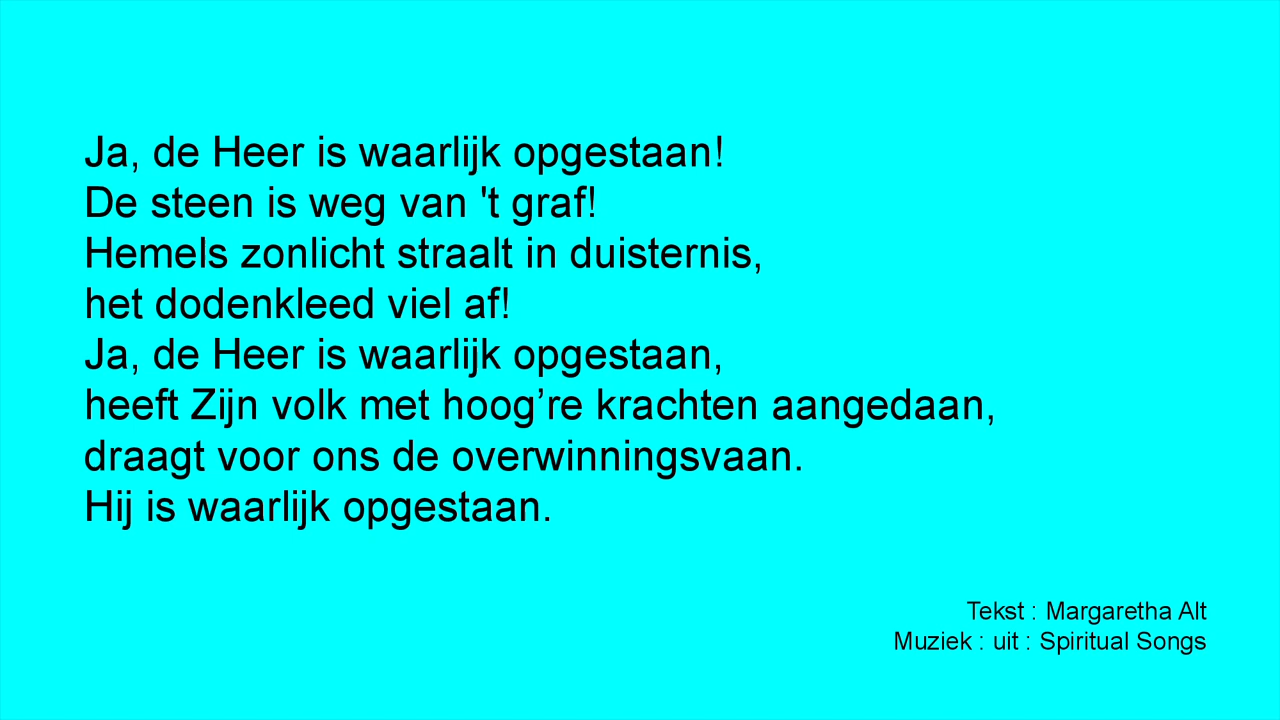 Ja, de Heer is waarlijk opgestaan!
De steen is weg van 't graf!
Hemels zonlicht straalt in duisternis,
het dodenkleed viel af!
Ja, de Heer is waarlijk opgestaan,
heeft Zijn volk met hoog’re krachten aangedaan,
draagt voor ons de overwinningsvaan.
Hij is waarlijk opgestaan.
Tekst : Margaretha Alt
Muziek : uit : Spiritual Songs